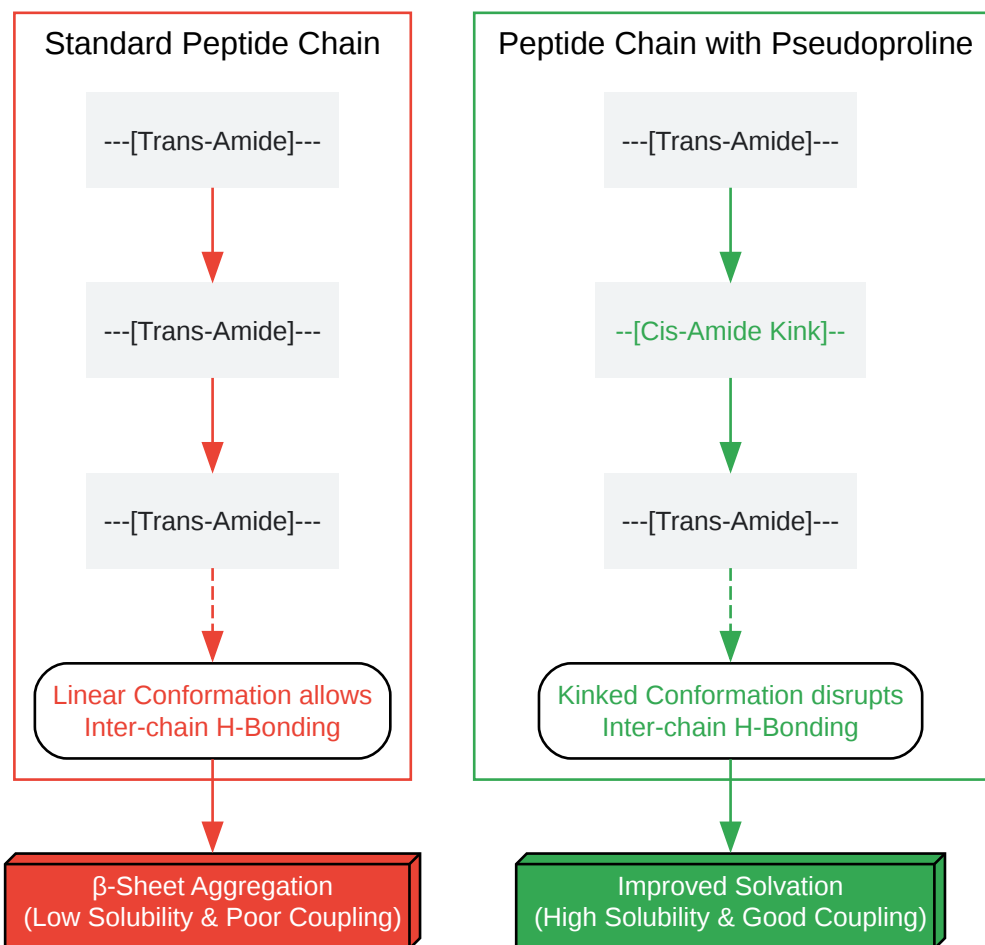 Standard Peptide Chain
---[Trans-Amide]---
---[Trans-Amide]---
---[Trans-Amide]---
Linear Conformation allows
Inter-chain H-Bonding
β-Sheet Aggregation
(Low Solubility & Poor Coupling)
Peptide Chain with Pseudoproline
---[Trans-Amide]---
--[Cis-Amide Kink]--
---[Trans-Amide]---
Kinked Conformation disrupts
Inter-chain H-Bonding
Improved Solvation
(High Solubility & Good Coupling)